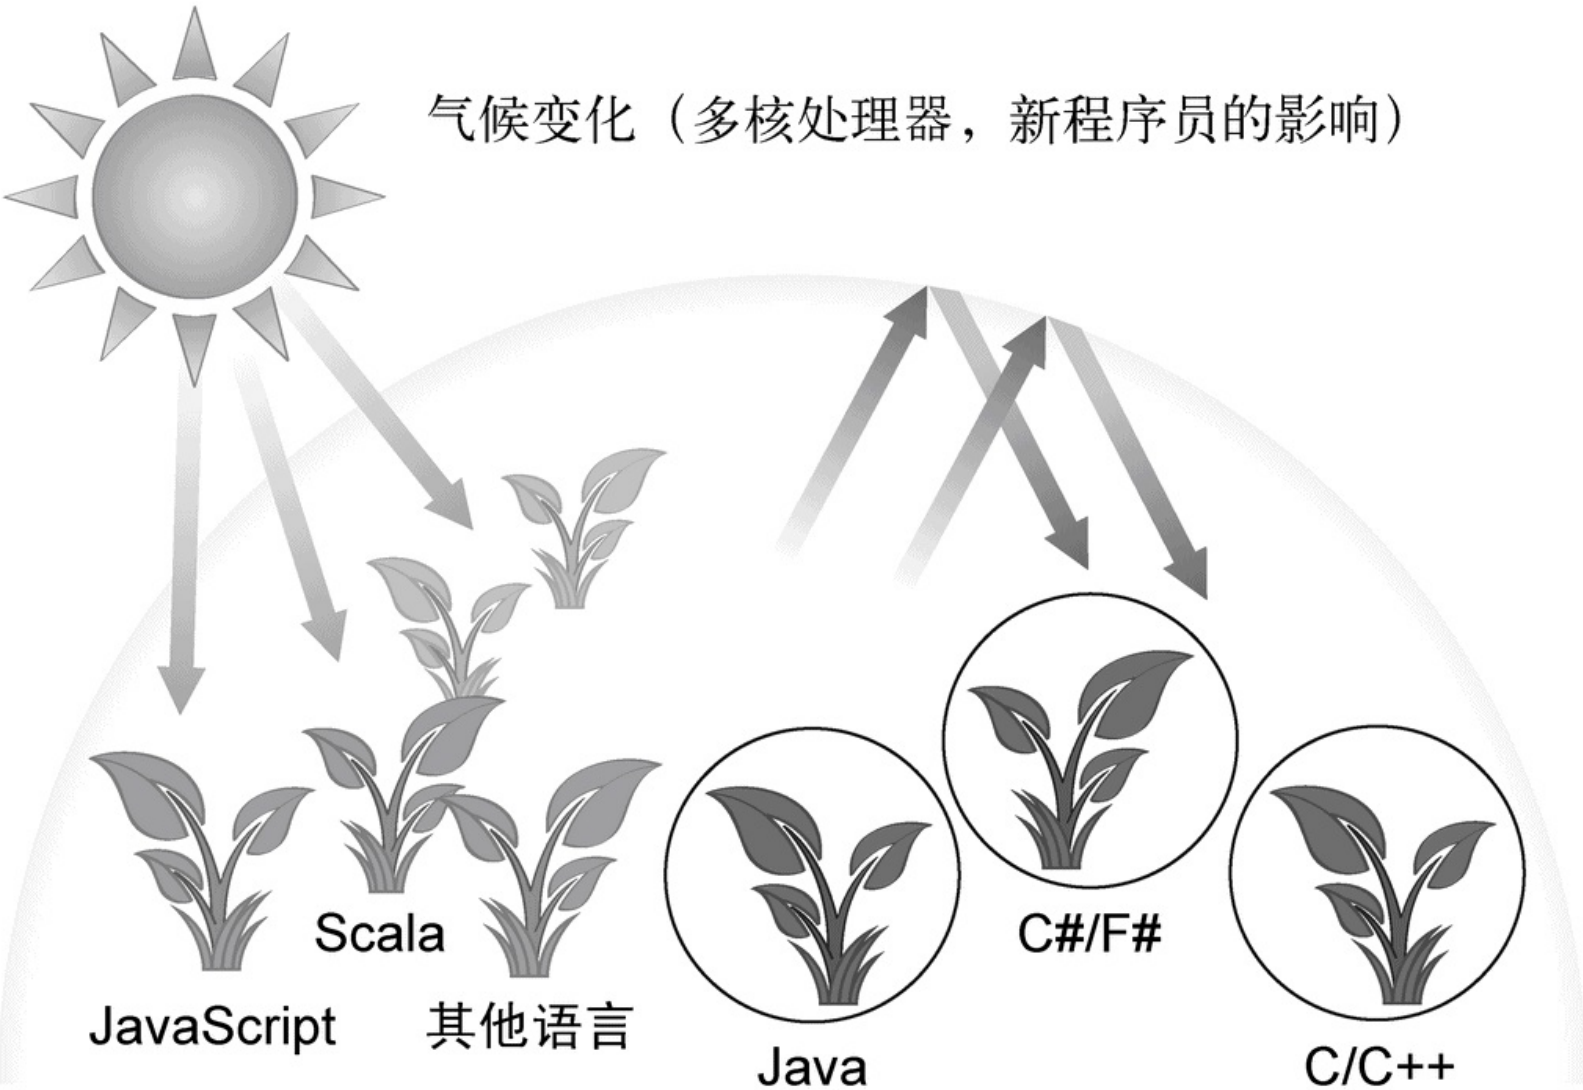 气候变化（多核处理器，新程序员的影响）
Scala
C#/F#
JavaScript
其他语言
Java
C/C++